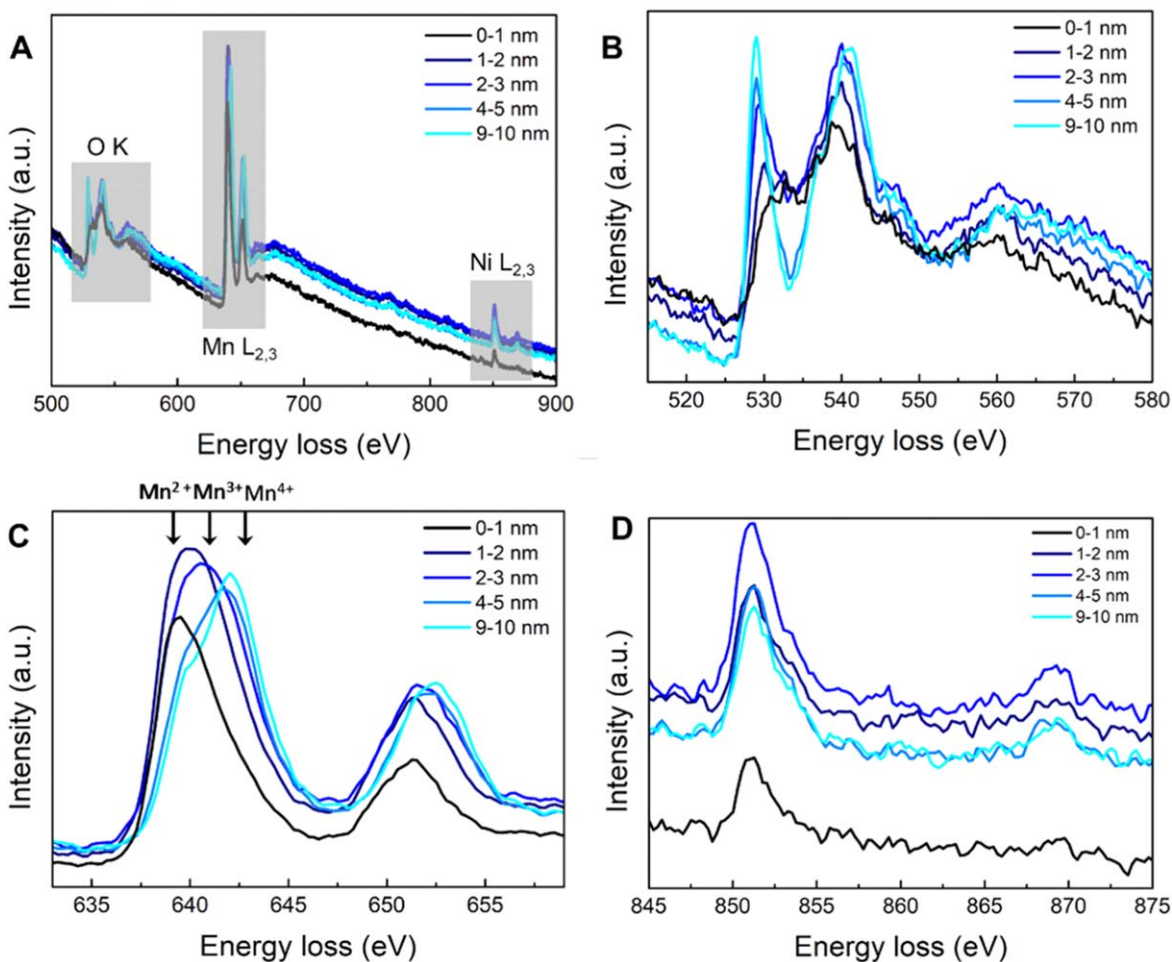 A
O K
Mn L2,3
Ni L2,3
0-1 nm
1-2 nm
2-3 nm
4-5 nm
9-10 nm
Intensity (a.u.)
500 600 700 800 900
Energy loss (eV)
B
0-1 nm
1-2 nm
2-3 nm
4-5 nm
9-10 nm
Intensity (a.u.)
520 530 540 550 560 570 580
Energy loss (eV)
Mn2+ Mn3+ Mn4+
C
0-1 nm
1-2 nm
2-3 nm
4-5 nm
9-10 nm
Intensity (a.u.)
635 640 645 650 655
Energy loss (eV)
D
0-1 nm
1-2 nm
2-3 nm
4-5 nm
9-10 nm
Intensity (a.u.)
845 850 855 860 865 870 875
Energy loss (eV)